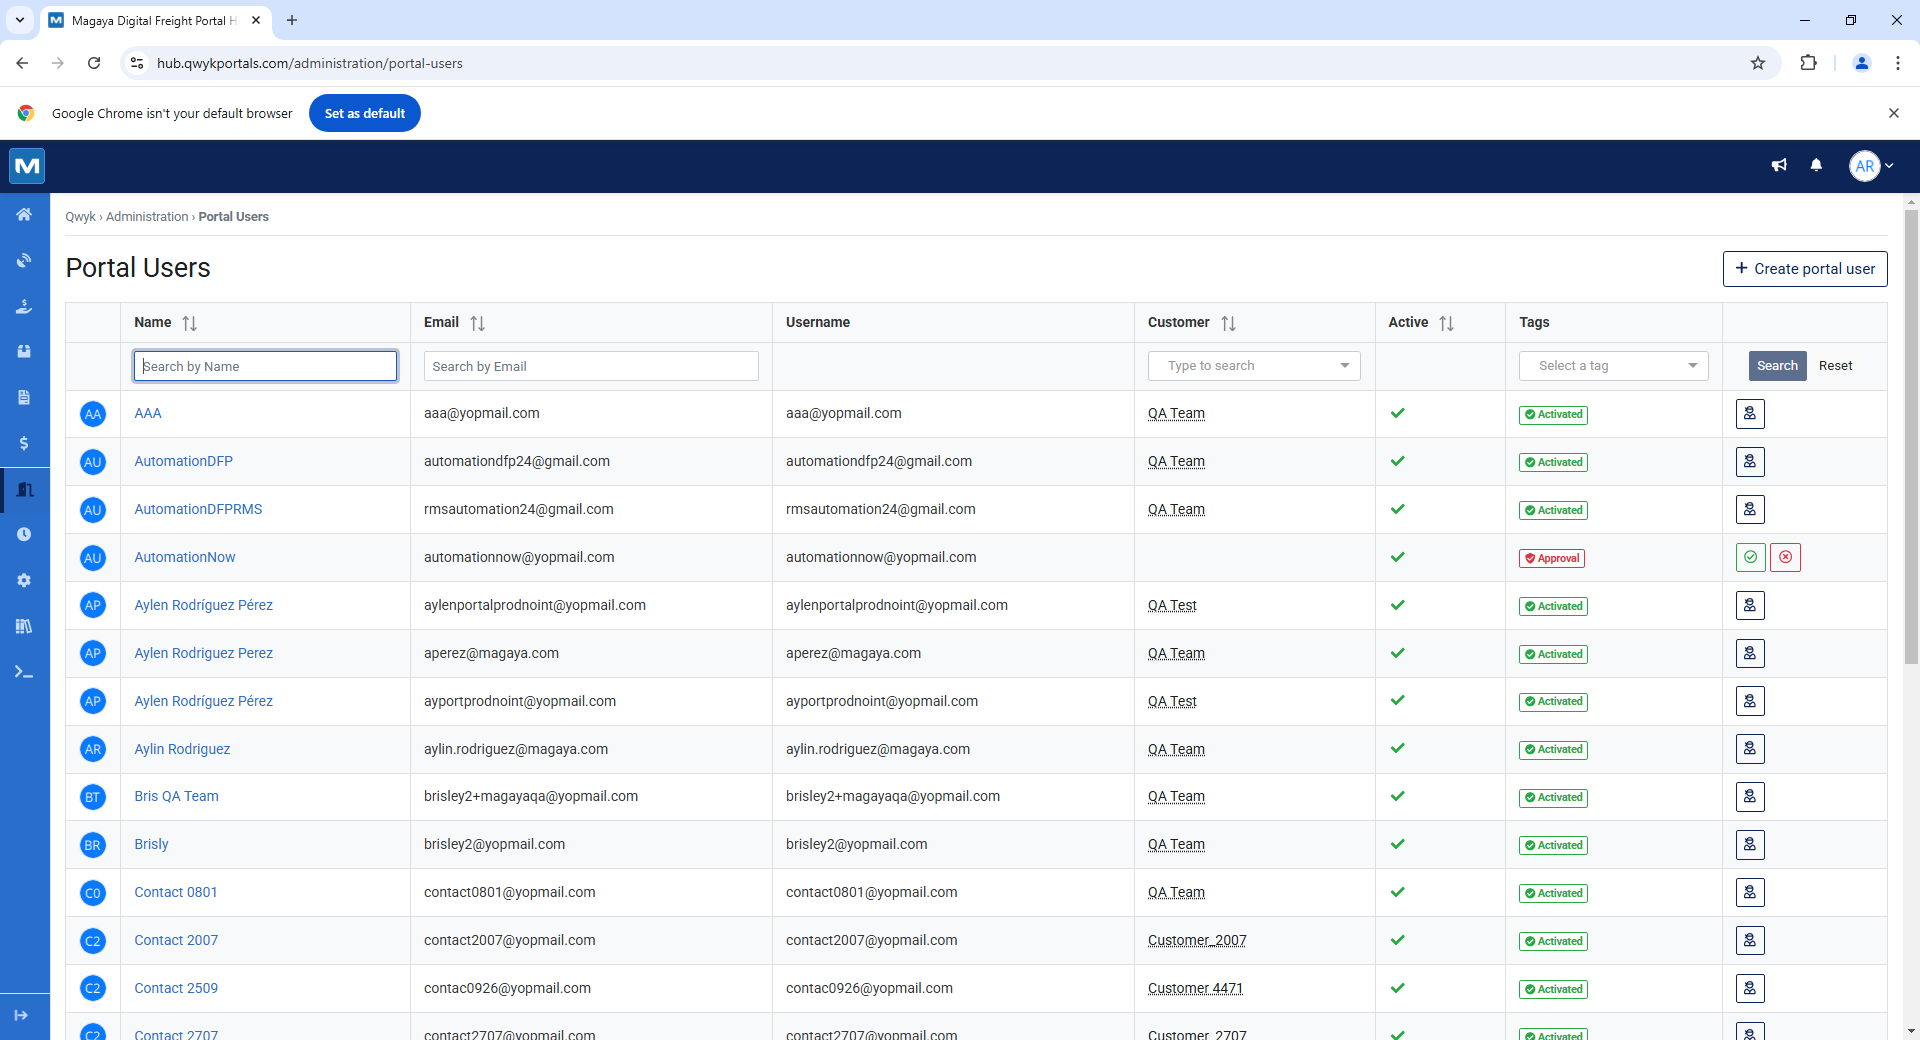 Magaya Digital Freight Portal H
hub.qwykportals.com/administration/portal-users
Google Chrome isn't your default browser Set as default
M AR
Qwyk › Administration › Portal Users
Portal Users + Create portal user
Name Email Username Customer Active Tags
Search by Name Search by Email Type to search Select a tag Search Reset
AA AAA aaa@yopmail.com aaa@yopmail.com QA Team Activated
AU AutomationDFP automationdfp24@gmail.com automationdfp24@gmail.com QA Team Activated
AU AutomationDFPRMS rmsautomation24@gmail.com rmsautomation24@gmail.com QA Team Activated
AU AutomationNow automationnow@yopmail.com automationnow@yopmail.com Approval
AP Aylen Rodríguez Pérez aylenportalprodnoint@yopmail.com aylenportalprodnoint@yopmail.com QA Test Activated
AP Aylen Rodriguez Perez aperez@magaya.com aperez@magaya.com QA Team Activated
AP Aylen Rodríguez Pérez ayportprodnoint@yopmail.com ayportprodnoint@yopmail.com QA Test Activated
AR Aylin Rodriguez aylin.rodriguez@magaya.com aylin.rodriguez@magaya.com QA Team Activated
BT Bris QA Team brisley2+magayaqa@yopmail.com brisley2+magayaqa@yopmail.com QA Team Activated
BR Brisly brisley2@yopmail.com brisley2@yopmail.com QA Team Activated
C0 Contact 0801 contact0801@yopmail.com contact0801@yopmail.com QA Team Activated
C2 Contact 2007 contact2007@yopmail.com contact2007@yopmail.com Customer_2007 Activated
C2 Contact 2509 contac0926@yopmail.com contac0926@yopmail.com Customer 4471 Activated
C2 Contact 2707 contact2707@yopmail.com contact2707@yopmail.com Customer_2707 Activated